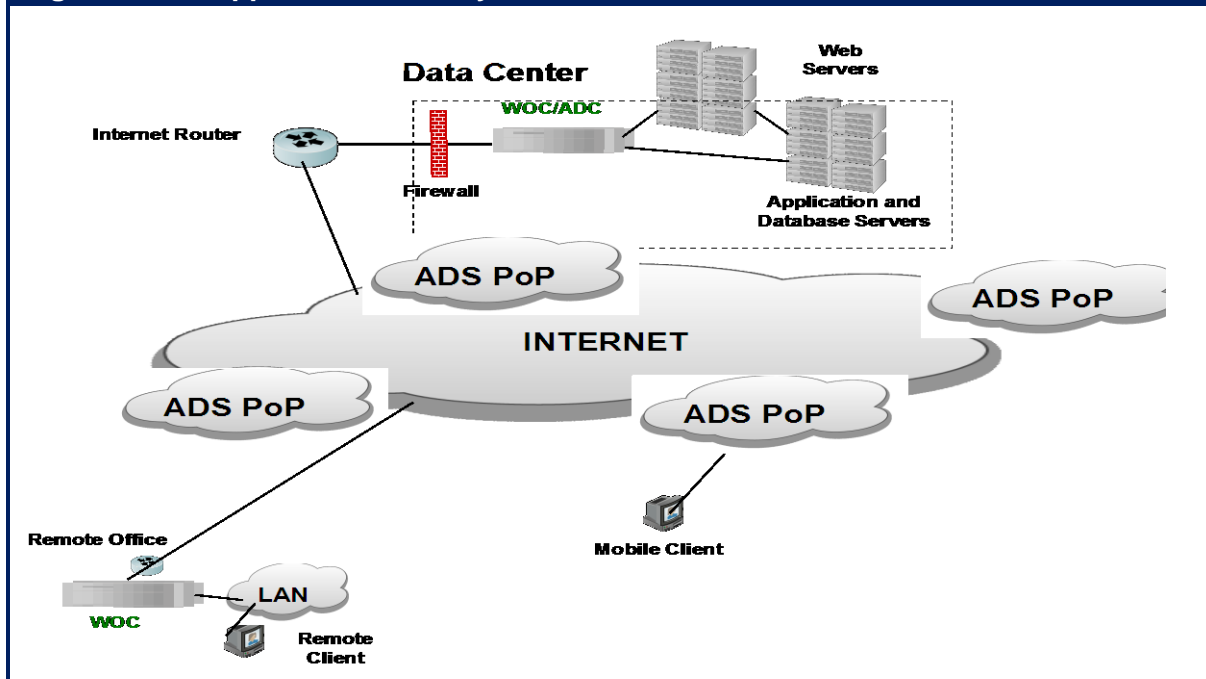 Web
Servers
Data Center
WOC/ADC
Internet Router
Firewall
Application and
Database Servers
ADS PoP
ADS PoP
INTERNET
ADS PoP
ADS PoP
Remote Office
Mobile Client
LAN
WOC
Remote
Client